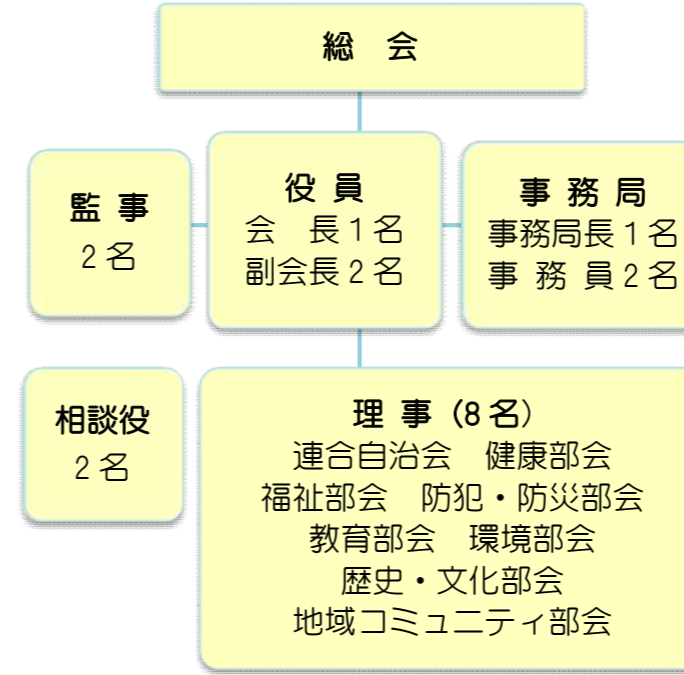 総　会
監 事
２名
役 員
会　長１名
副会長２名
事 務 局
事務局長１名
事 務 員２名
相談役
２名
理 事（8名）
連合自治会　健康部会
福祉部会　防犯・防災部会
教育部会　環境部会
歴史・文化部会
地域コミュニティ部会